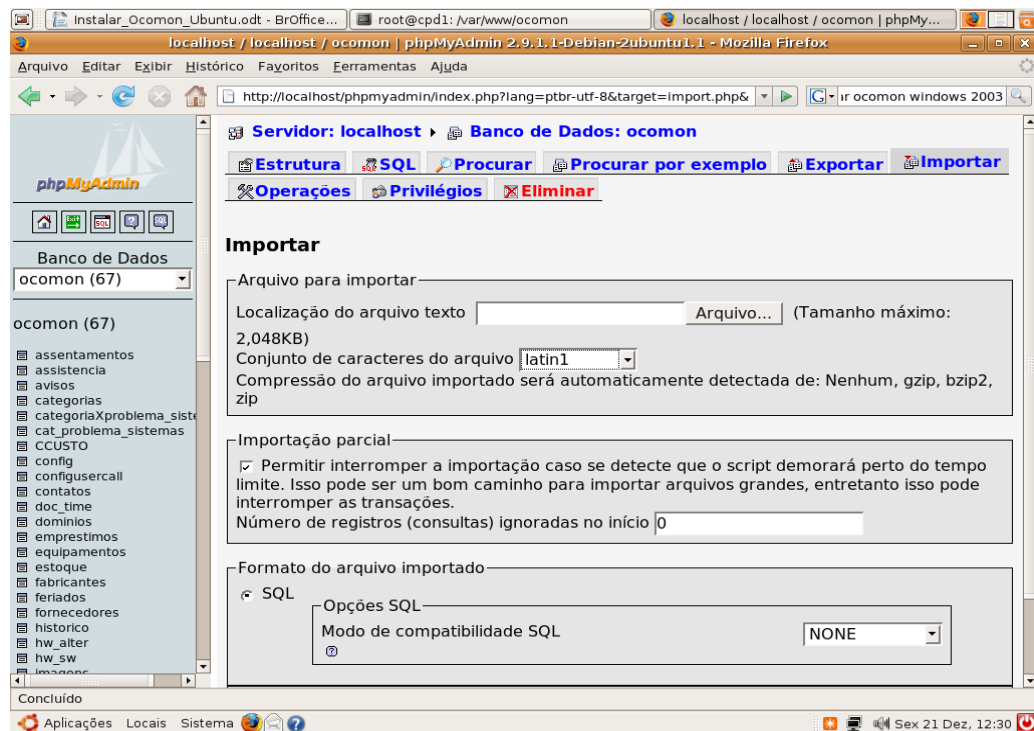 Instalar_Ocomon_Ubuntu.odt - BrOffice...
root@cpd1: /var/www/ocomon
localhost / localhost / ocomon | phpMy...
localhost / localhost / ocomon | phpMyAdmin 2.9.1.1-Debian-2ubuntu1.1 - Mozilla Firefox
Arquivo Editar Exibir Histórico Favoritos Ferramentas Ajuda
http://localhost/phpmyadmin/index.php?lang=ptbr-utf-8&target=import.php&
ocomon windows 2003
phpMyAdmin
Banco de Dados
ocomon (67)
ocomon (67)
assentamentos
assistencia
avisos
categorias
categoriaXproblema_siste
cat_problema_sistemas
CCUSTO
config
configusercall
contatos
doc_time
dominios
emprestimos
equipamentos
estoque
fabricantes
feriados
fornecedores
historico
hw_alter
hw_sw
imagens
Servidor: localhost Banco de Dados: ocomon
Estrutura SQL Procurar Procurar por exemplo Exportar Importar
Operações Privilégios Eliminar
Importar
Arquivo para importar
Localização do arquivo texto Arquivo... (Tamanho máximo:
2,048KB)
Conjunto de caracteres do arquivo latin1
Compressão do arquivo importado será automaticamente detectada de: Nenhum, gzip, bzip2,
zip
Importação parcial
Permitir interromper a importação caso se detecte que o script demorará perto do tempo
limite. Isso pode ser um bom caminho para importar arquivos grandes, entretanto isso pode
interromper as transações.
Número de registros (consultas) ignoradas no início 0
Formato do arquivo importado
SQL
Opções SQL
Modo de compatibilidade SQL NONE
Concluído
Aplicações Locais Sistema
Sex 21 Dez, 12:30